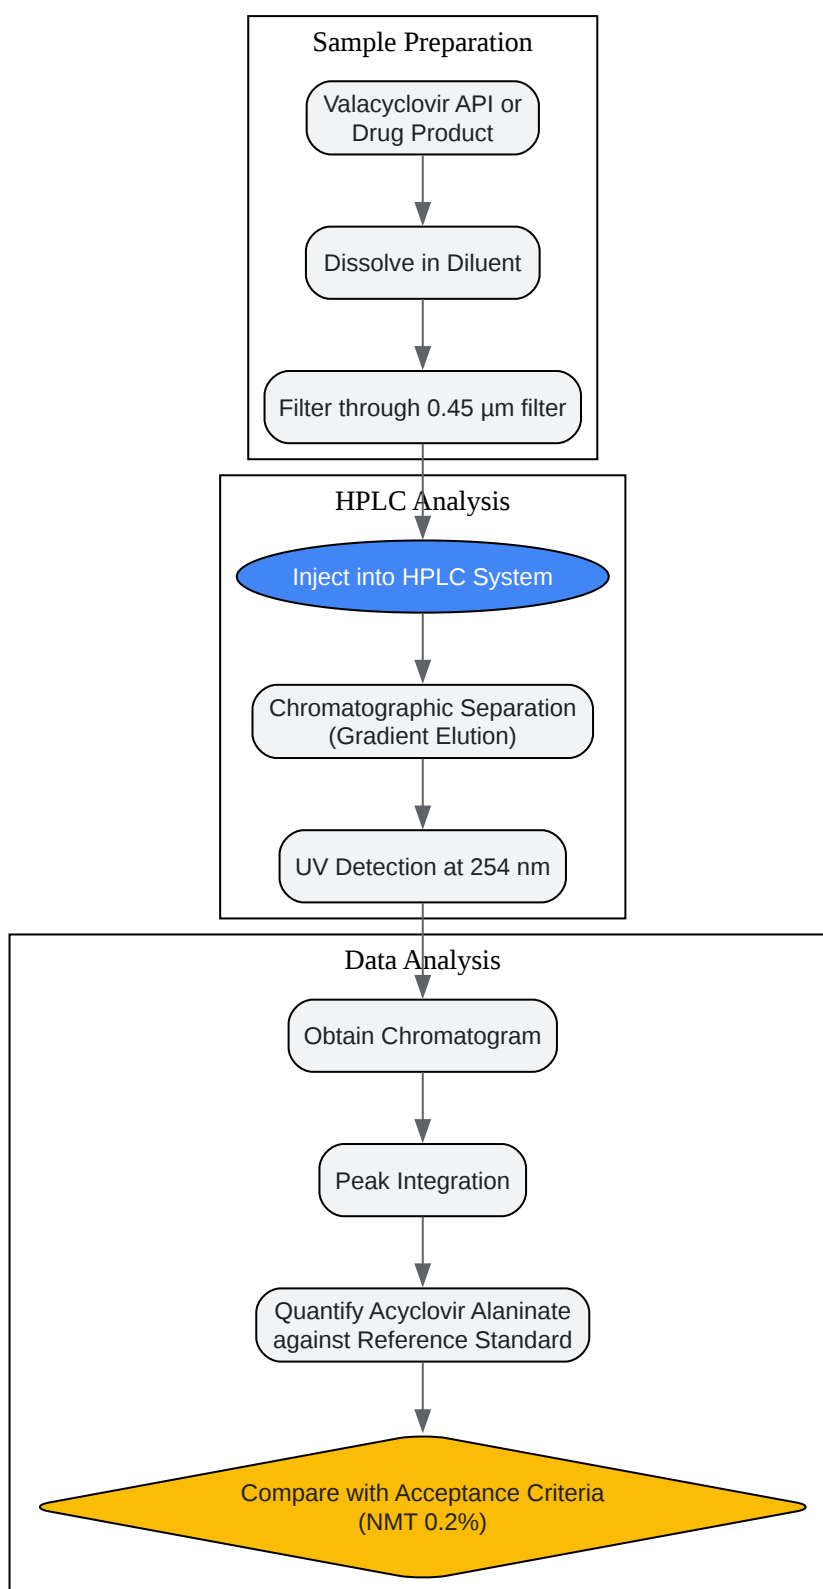 Sample Preparation
Valacyclovir API or
Drug Product
Dissolve in Diluent
Filter through 0.45 µm filter
HPLC Analysis
Inject into HPLC System
Chromatographic Separation
(Gradient Elution)
UV Detection at 254 nm
Data Analysis
Obtain Chromatogram
Peak Integration
Quantify Acyclovir Alaninate
against Reference Standard
Compare with Acceptance Criteria
(NMT 0.2%)